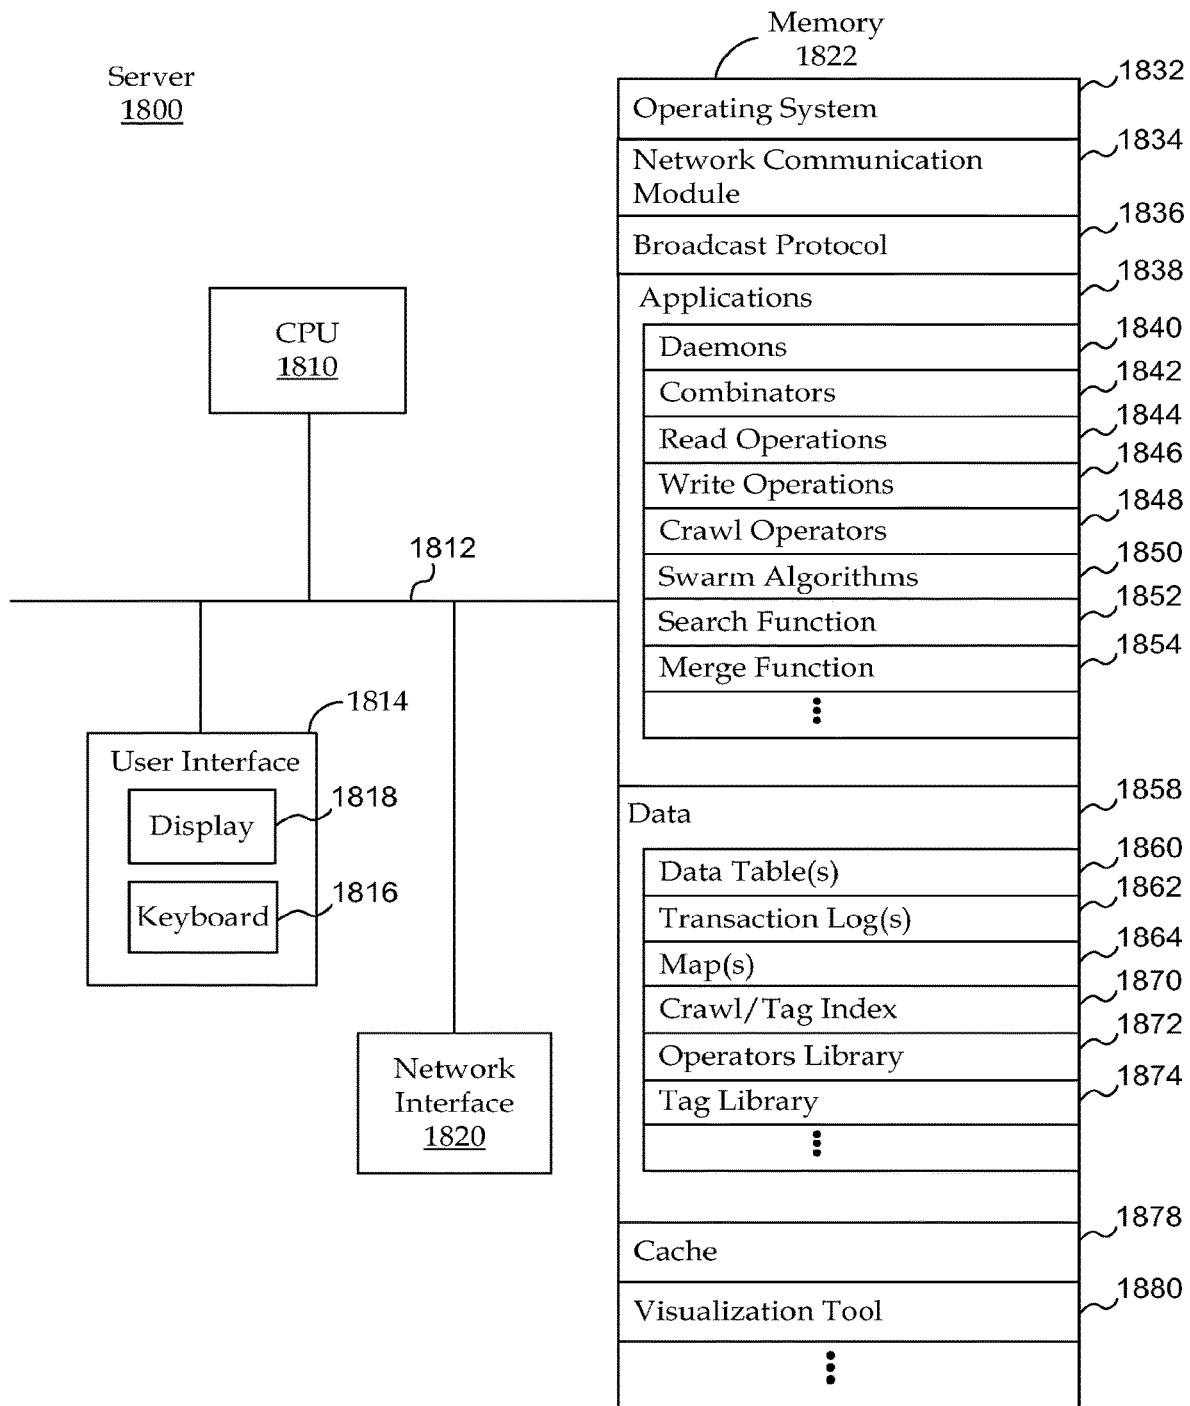 Server
1800
Memory
1822
Operating System
1832
Network Communication
Module
1834
Broadcast Protocol
1836
Applications
1838
Daemons
1840
Combinators
1842
Read Operations
1844
Write Operations
1846
Crawl Operators
1848
Swarm Algorithms
1850
Search Function
1852
Merge Function
1854
CPU
1810
1812
1814
User Interface
Display
1818
Keyboard
1816
Network
Interface
1820
Data
1858
Data Table(s)
1860
Transaction Log(s)
1862
Map(s)
1864
Crawl/Tag Index
1870
Operators Library
1872
Tag Library
1874
Cache
1878
Visualization Tool
1880